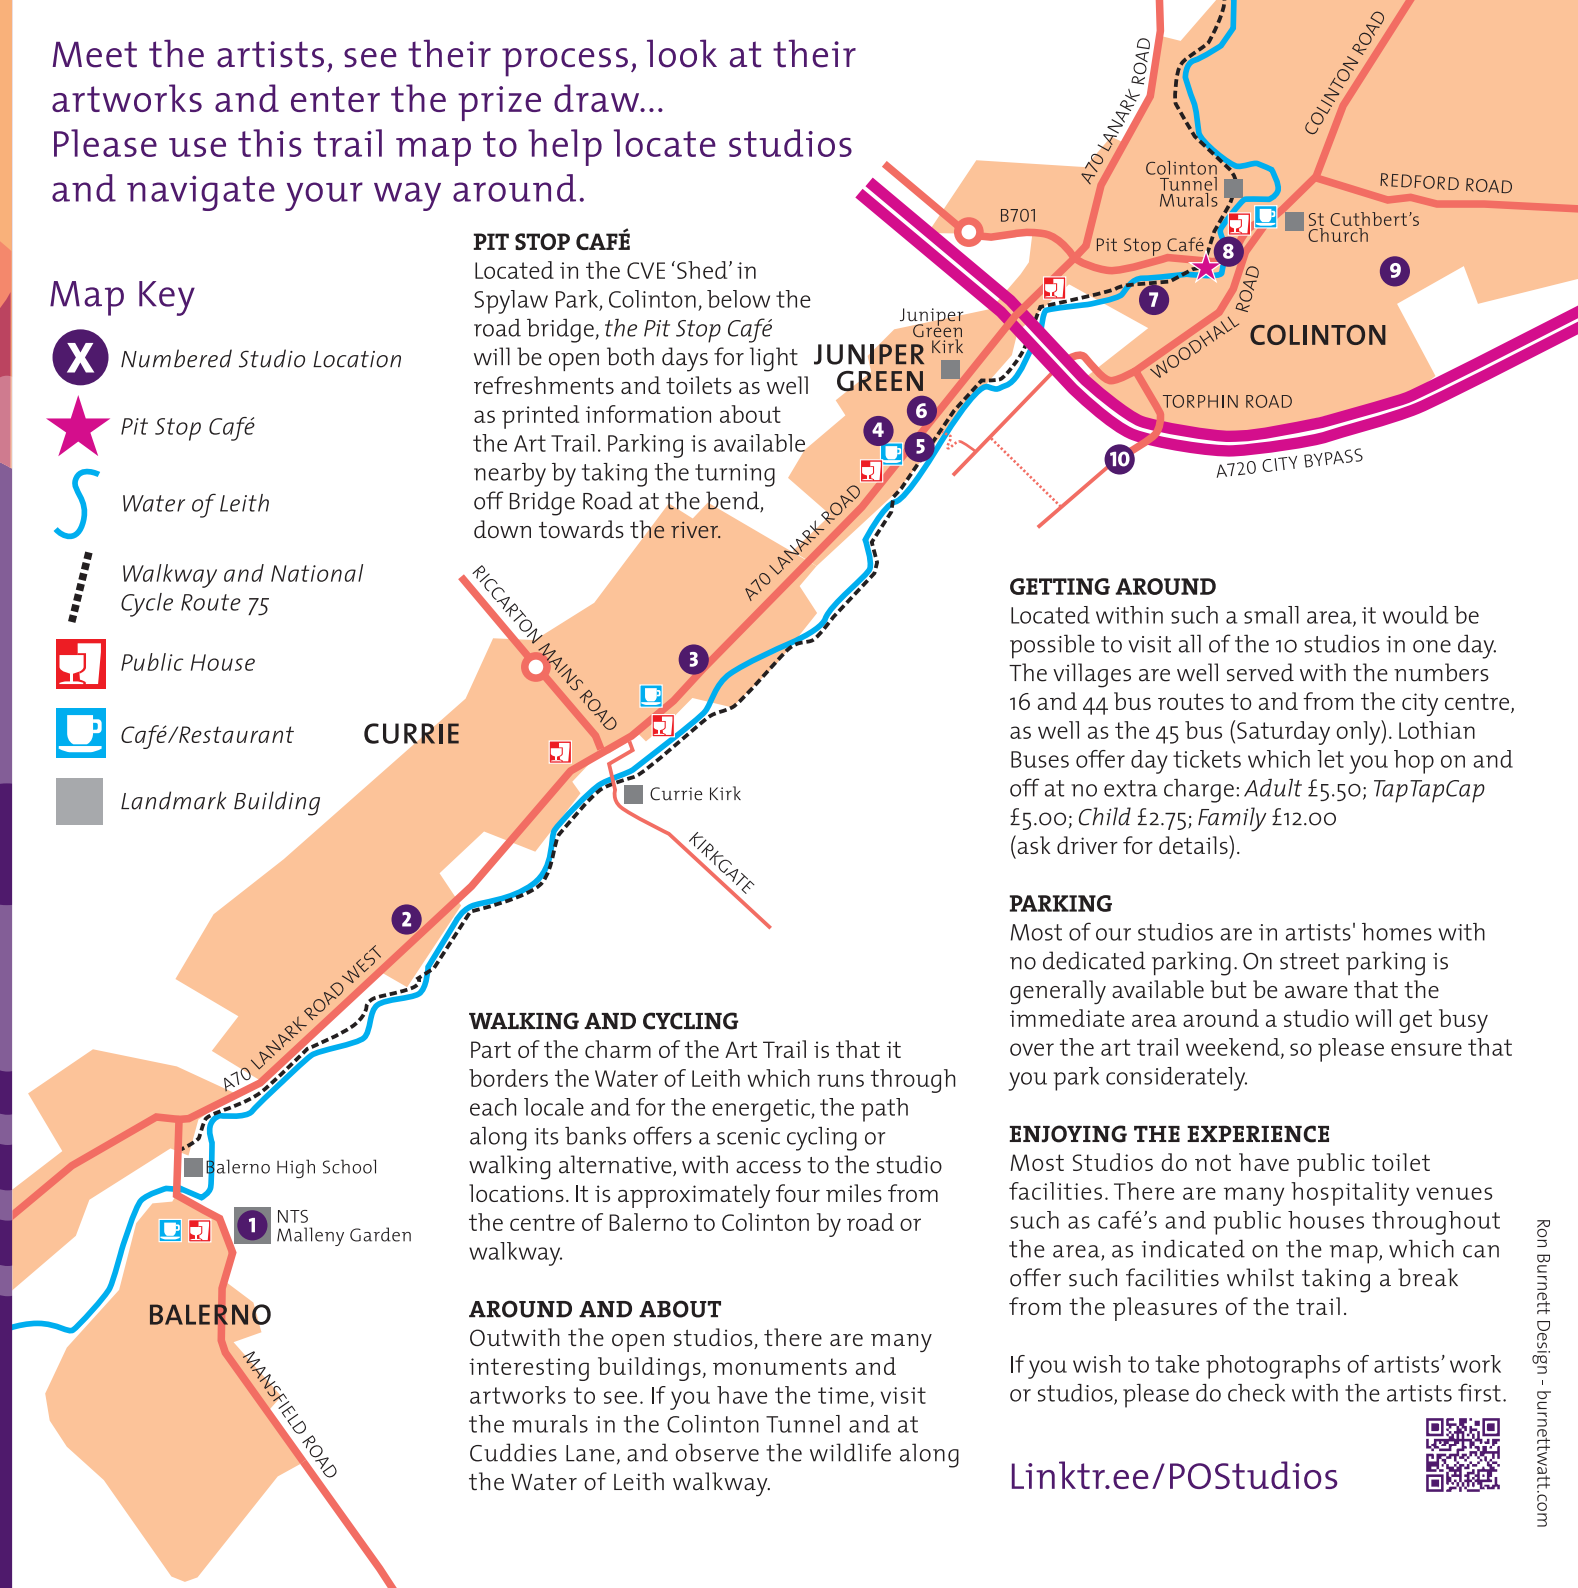 Meet the artists, see their process, look at their
artworks and enter the prize draw...
Please use this trail map to help locate studios
and navigate your way around.
Map Key
X
Numbered Studio Location
Pit Stop Café
Water of Leith
Walkway and National
Cycle Route 75
Public House
Café/Restaurant
Landmark Building
PIT STOP CAFÉ
Located in the CVE ‘Shed’ in
Spylaw Park, Colinton, below the
road bridge, the Pit Stop Café
will be open both days for light
refreshments and toilets as well
as printed information about
the Art Trail. Parking is available
nearby by taking the turning
off Bridge Road at the bend,
down towards the river.
A70 LANARK ROAD
COLINTON ROAD
Colinton
Tunnel
Murals
REDFORD ROAD
B701
St Cuthbert's
Church
Pit Stop Café
8
9
7
WOODHALL ROAD
COLINTON
Juniper
Green
Kirk
JUNIPER
GREEN
TORPHIN ROAD
A720 CITY BYPASS
6
4
5
10
A70 LANARK ROAD
RICCARTON MAINS ROAD
3
CURRIE
Currie Kirk
KIRKGATE
2
A70 LANARK ROAD WEST
Balerno High School
1
NTS
Malleny Garden
BALERNO
MANSFIELD ROAD
WALKING AND CYCLING
Part of the charm of the Art Trail is that it
borders the Water of Leith which runs through
each locale and for the energetic, the path
along its banks offers a scenic cycling or
walking alternative, with access to the studio
locations. It is approximately four miles from
the centre of Balerno to Colinton by road or
walkway.
AROUND AND ABOUT
Outwith the open studios, there are many
interesting buildings, monuments and
artworks to see. If you have the time, visit
the murals in the Colinton Tunnel and at
Cuddies Lane, and observe the wildlife along
the Water of Leith walkway.
GETTING AROUND
Located within such a small area, it would be
possible to visit all of the 10 studios in one day.
The villages are well served with the numbers
16 and 44 bus routes to and from the city centre,
as well as the 45 bus (Saturday only). Lothian
Buses offer day tickets which let you hop on and
off at no extra charge: Adult £5.50; TapTapCap
£5.00; Child £2.75; Family £12.00
(ask driver for details).
PARKING
Most of our studios are in artists' homes with
no dedicated parking. On street parking is
generally available but be aware that the
immediate area around a studio will get busy
over the art trail weekend, so please ensure that
you park considerately.
ENJOYING THE EXPERIENCE
Most Studios do not have public toilet
facilities. There are many hospitality venues
such as café’s and public houses throughout
the area, as indicated on the map, which can
offer such facilities whilst taking a break
from the pleasures of the trail.
If you wish to take photographs of artists’ work
or studios, please do check with the artists first.
Linktr.ee/POStudios
Ron Burnett Design - burnettwatt.com